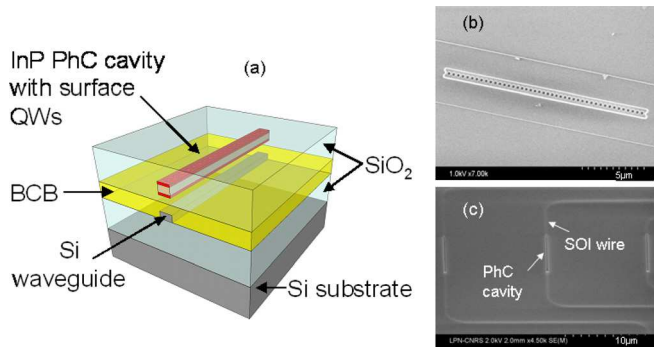 InP PhC cavity
with surface
QWs
(a)
SiO2
BCB
Si
waveguide
Si substrate
(b)
1.0kV x7.00k
5µm
(c)
SOI wire
PhC
cavity
LPN-CNRS 2.0kV 2.0mm x4.50k SE(M)
10µm